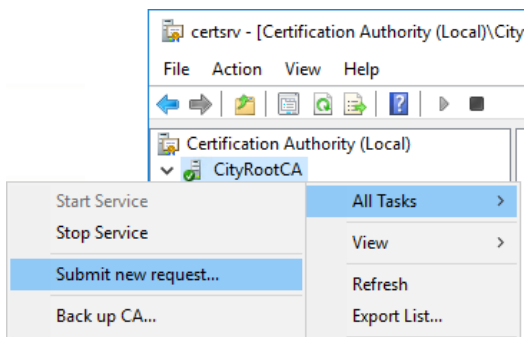 certsrv - [Certification Authority (Local)\City
File Action View Help
Certification Authority (Local)
CityRootCA
Start Service
Stop Service
Submit new request...
Back up CA...
All Tasks
View
Refresh
Export List...